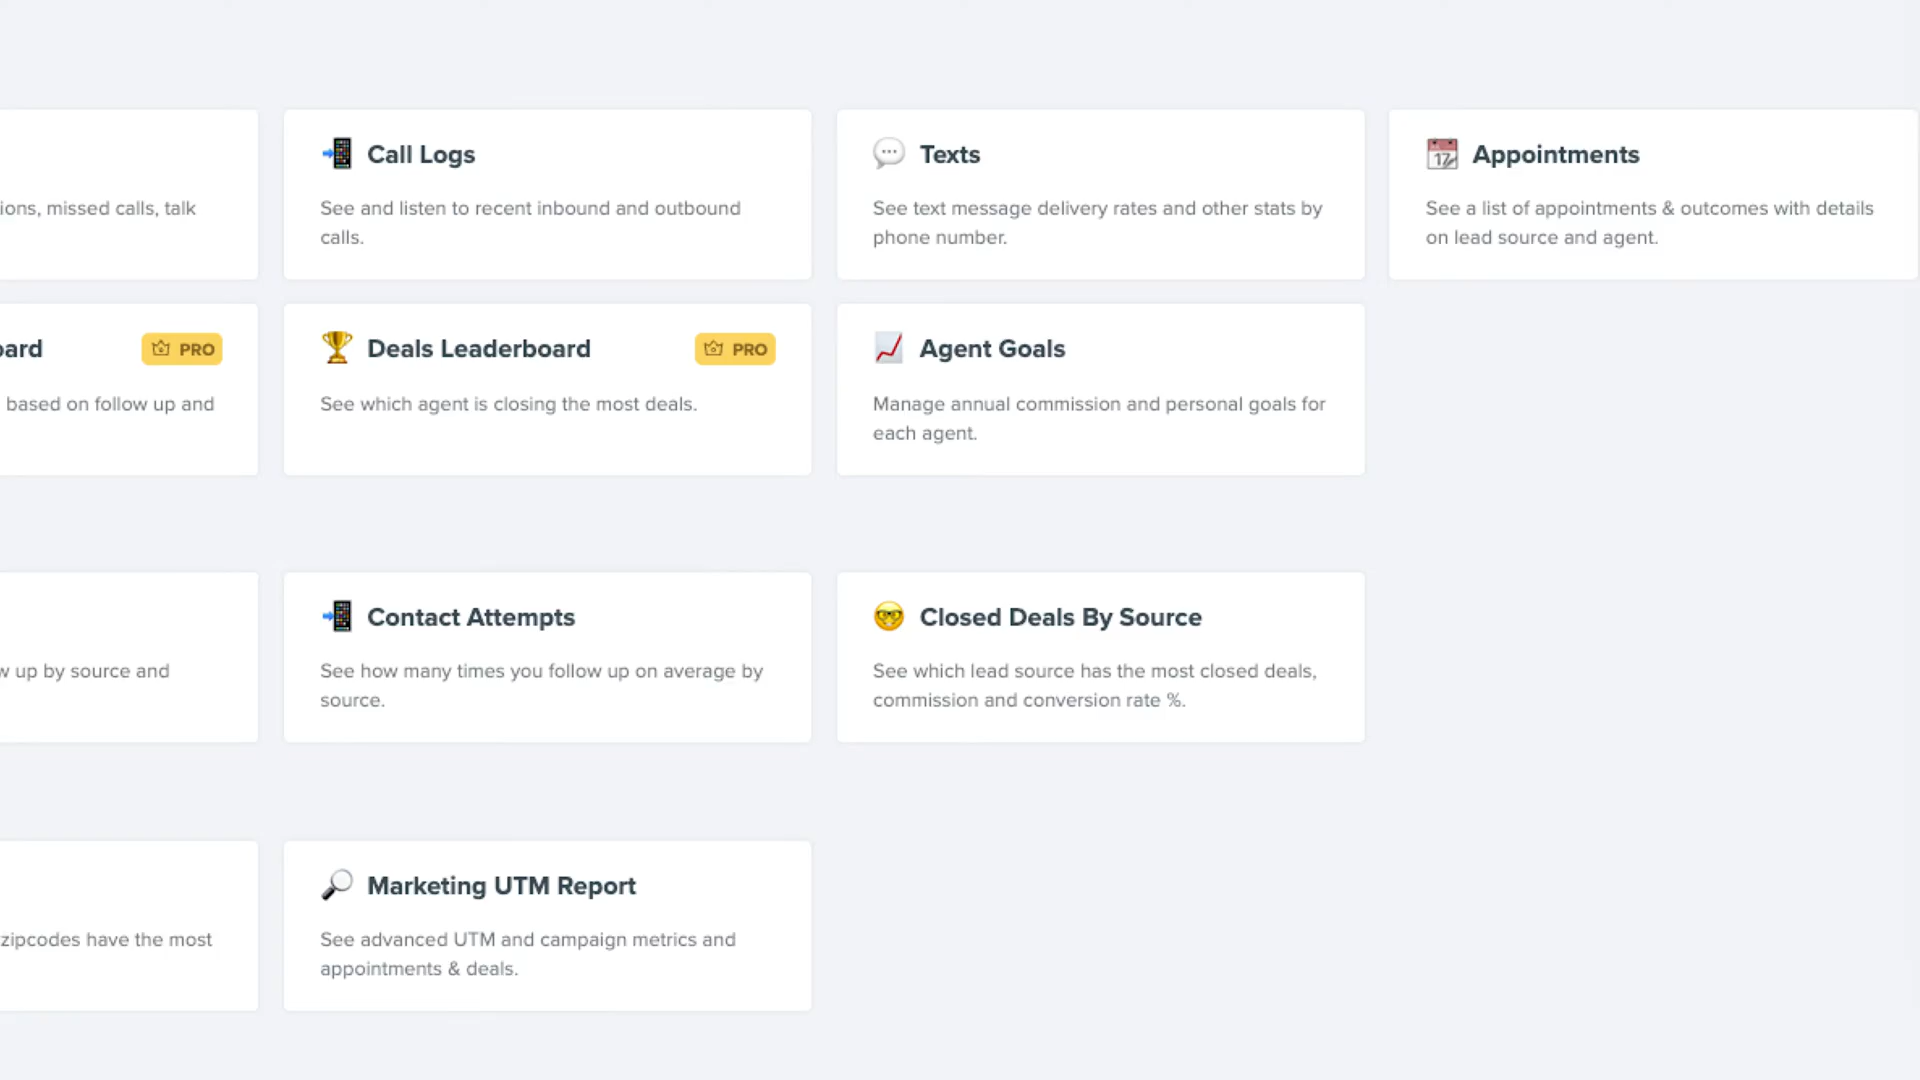 ions, missed calls, talk
Call Logs
See and listen to recent inbound and outbound
calls.
Texts
See text message delivery rates and other stats by
phone number.
17
Appointments
See a list of appointments & outcomes with details
on lead source and agent.
ard
PRO
based on follow up and
Deals Leaderboard
PRO
See which agent is closing the most deals.
Agent Goals
Manage annual commission and personal goals for
each agent.
w up by source and
Contact Attempts
See how many times you follow up on average by
source.
Closed Deals By Source
See which lead source has the most closed deals,
commission and conversion rate %.
zipcodes have the most
Marketing UTM Report
See advanced UTM and campaign metrics and
appointments & deals.